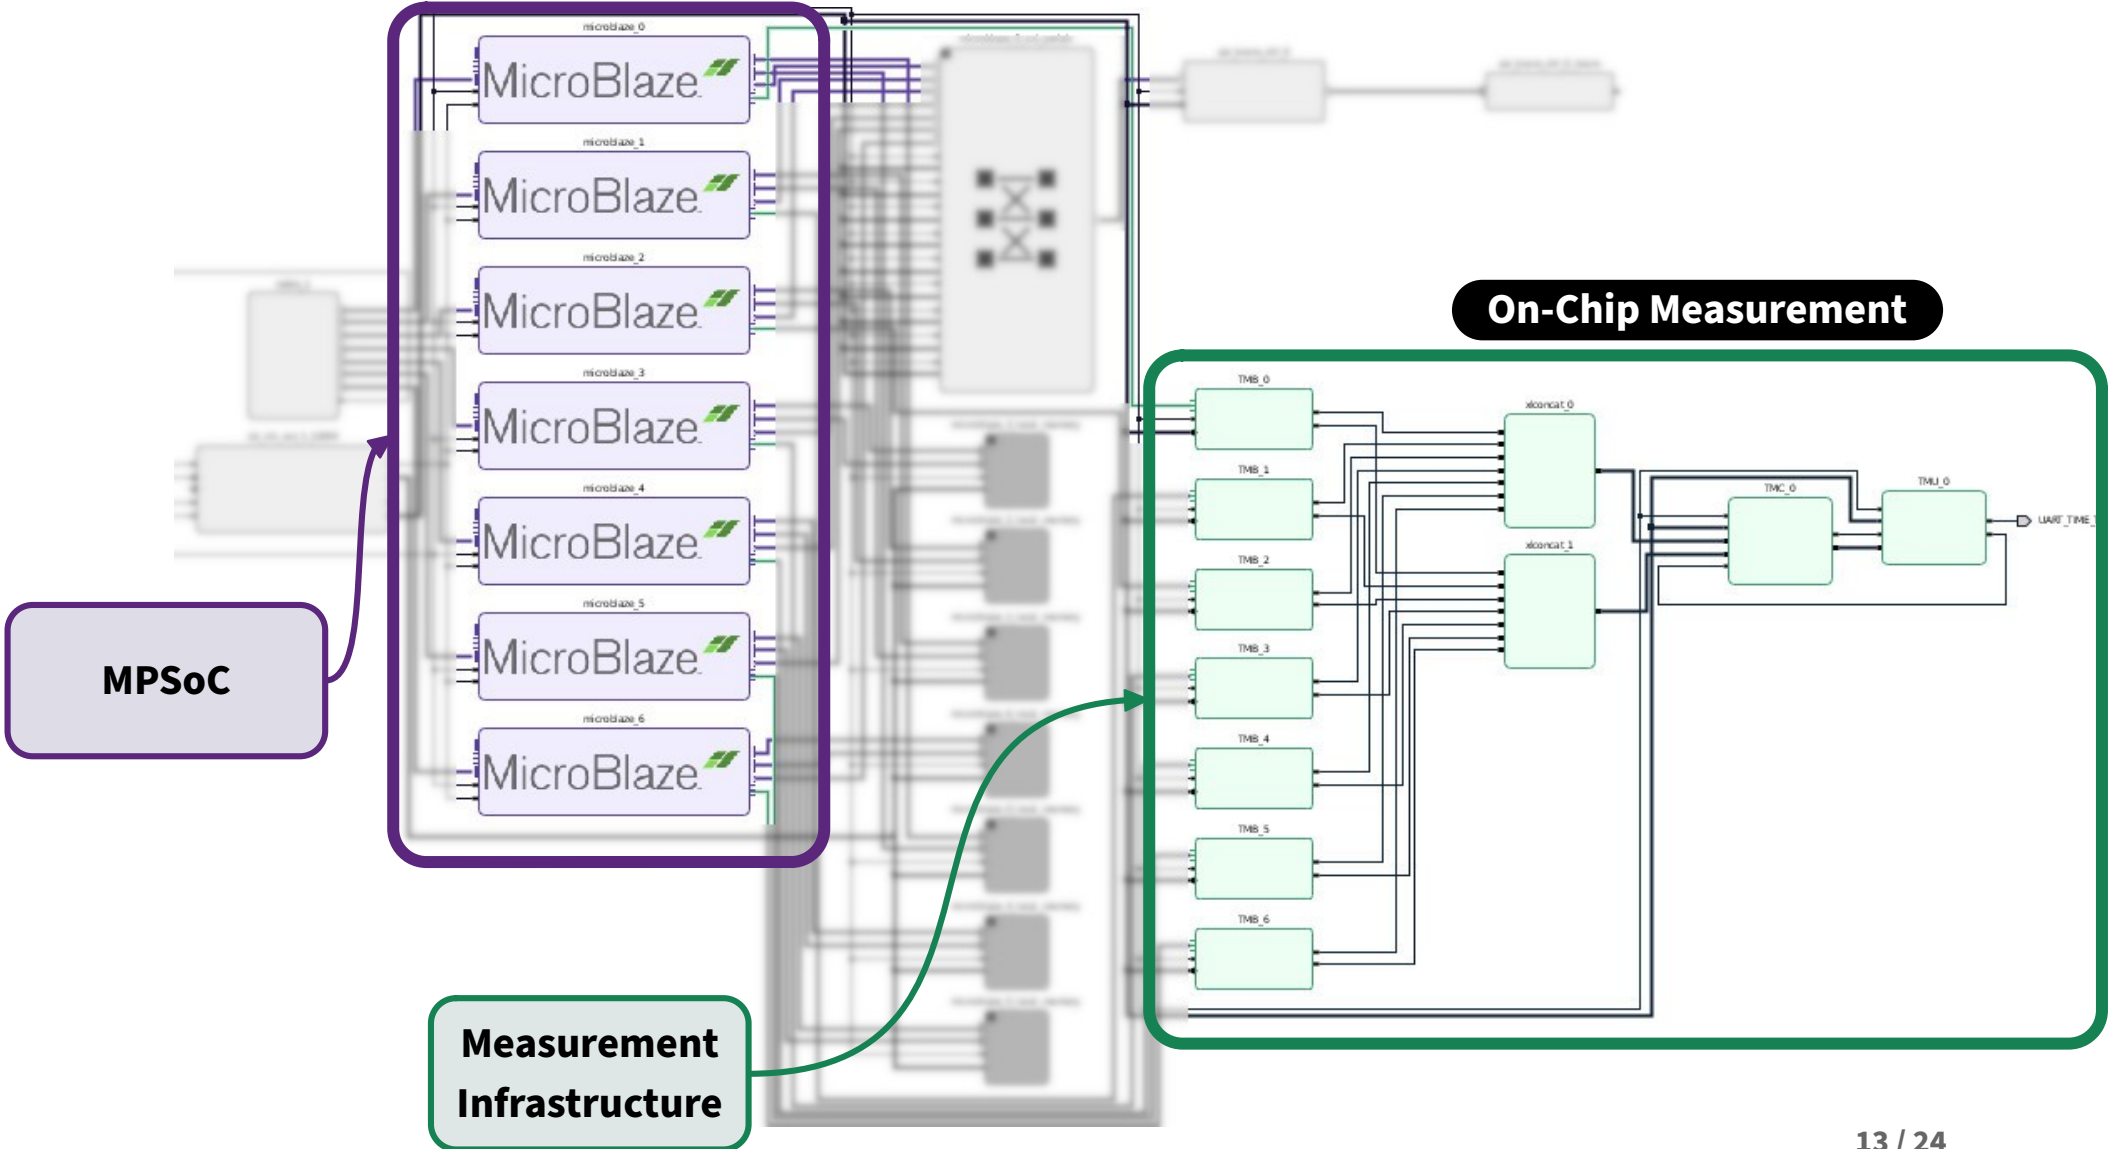 microblaze_0
MicroBlaze
microblaze_1
MicroBlaze
microblaze_2
MicroBlaze
microblaze_3
MicroBlaze
microblaze_4
MicroBlaze
microblaze_5
MicroBlaze
microblaze_6
MicroBlaze
MPSoC
Measurement
Infrastructure
On-Chip Measurement
TMB_0
TMB_1
TMB_2
TMB_3
TMB_4
TMB_5
TMB_6
xlconcat_0
xlconcat_1
TMC_0
TMU_0
UART_TIME_
13 / 24